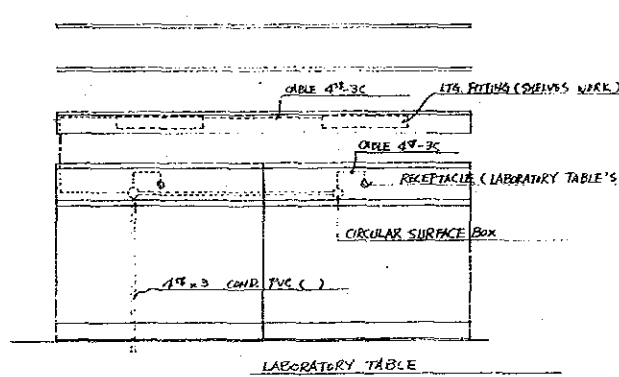 CABLE 4□-3C
LTG. FITTING (SHELVES WORK)
CABLE 4□-3C
RECEPTACLE (LABORATORY TABLE'S
CIRCULAR SURFACE BOX
4□ x 3 COND. PVC ( )
LABORATORY TABLE